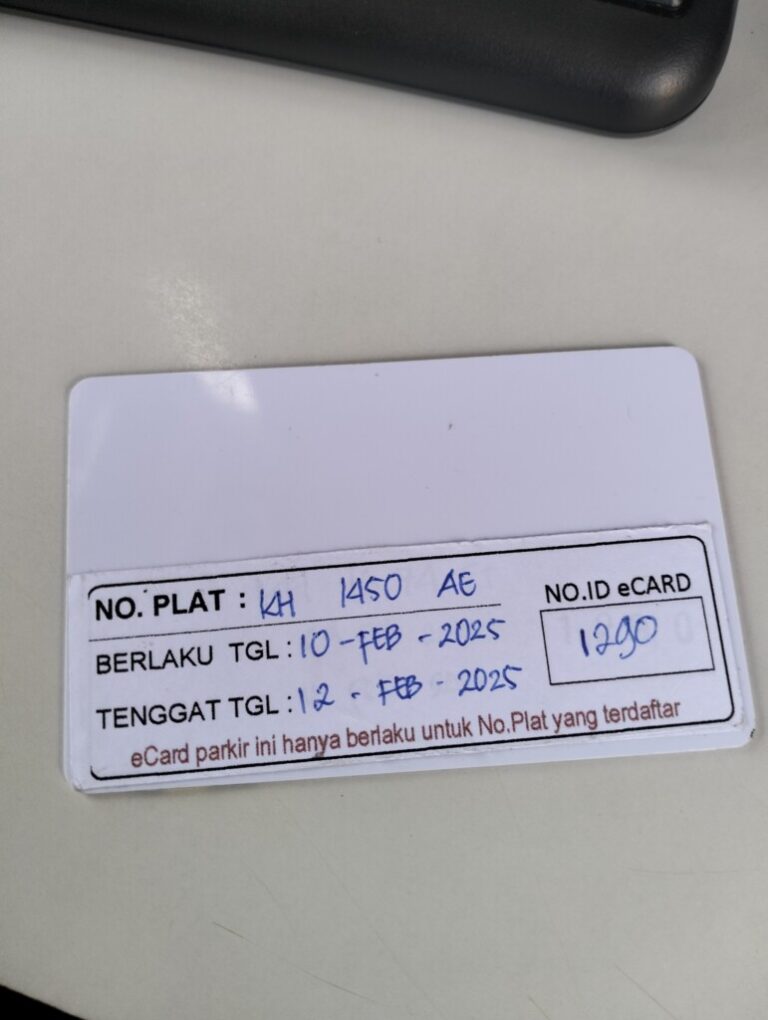 NO. PLAT : KH 1450 AE
NO.ID eCARD
1290
BERLAKU TGL : 10 - FEB - 2025
TENGGAT TGL : 12 - FEB - 2025
eCard parkir ini hanya berlaku untuk No.Plat yang terdaftar